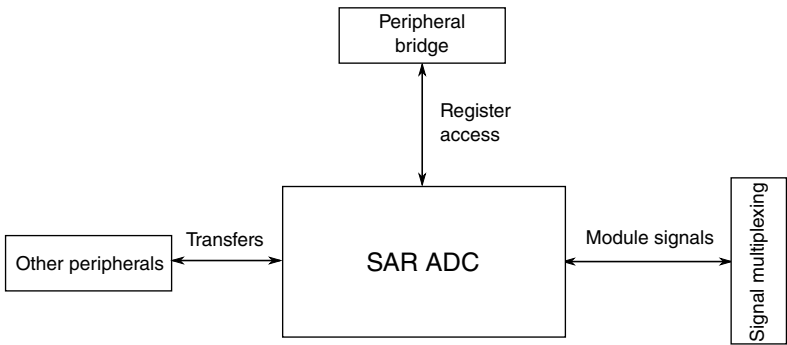 Peripheral
bridge
Register
access
Transfers
Module signals
Other peripherals
SAR ADC
Signal multiplexing